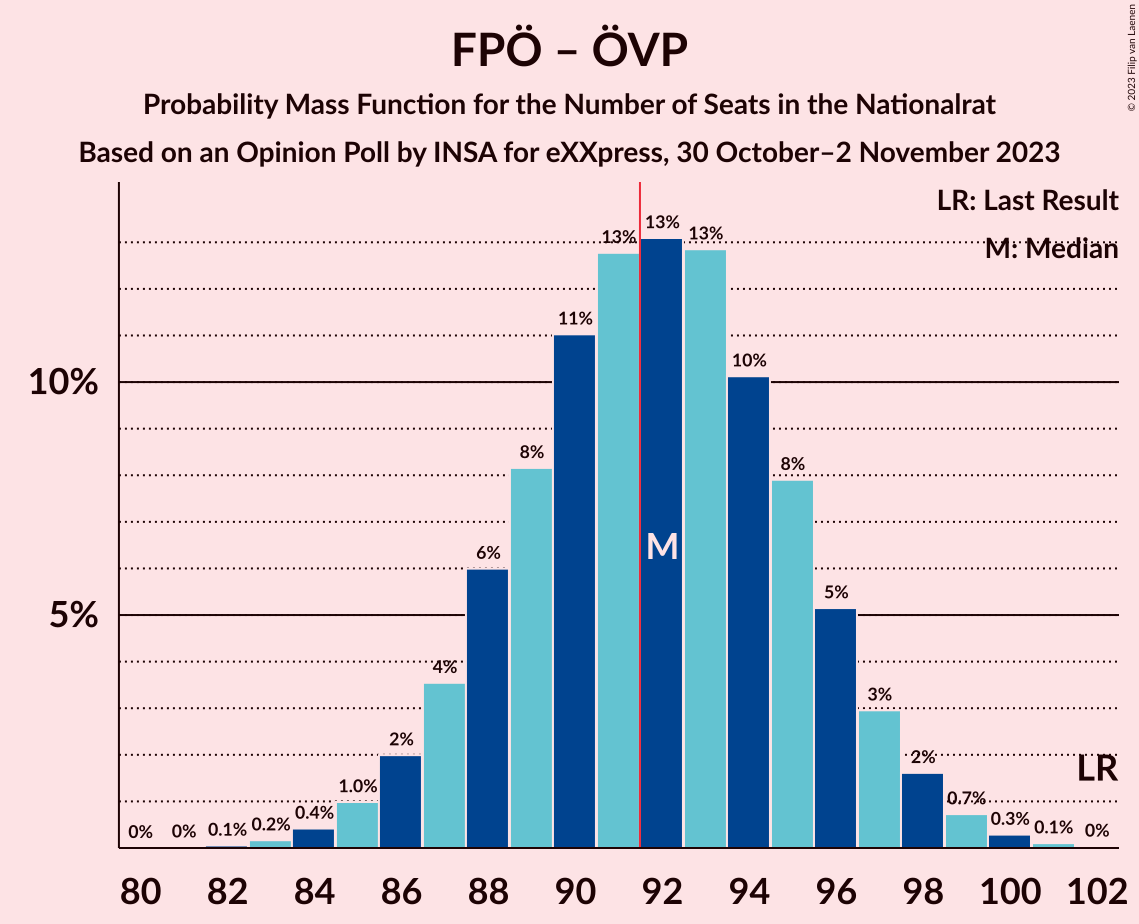 FPÖ – ÖVP
Probability Mass Function for the Number of Seats in the Nationalrat
Based on an Opinion Poll by INSA for eXXpress, 30 October–2 November 2023
© 2023 Filip van Laenen
LR: Last Result
M: Median
10%
5%
0%
0%
0.1%
0.2%
0.4%
1.0%
2%
4%
6%
8%
11%
13%
13%
13%
10%
8%
5%
3%
2%
0.7%
0.3%
0.1%
0%
M
LR
80 82 84 86 88 90 92 94 96 98 100 102